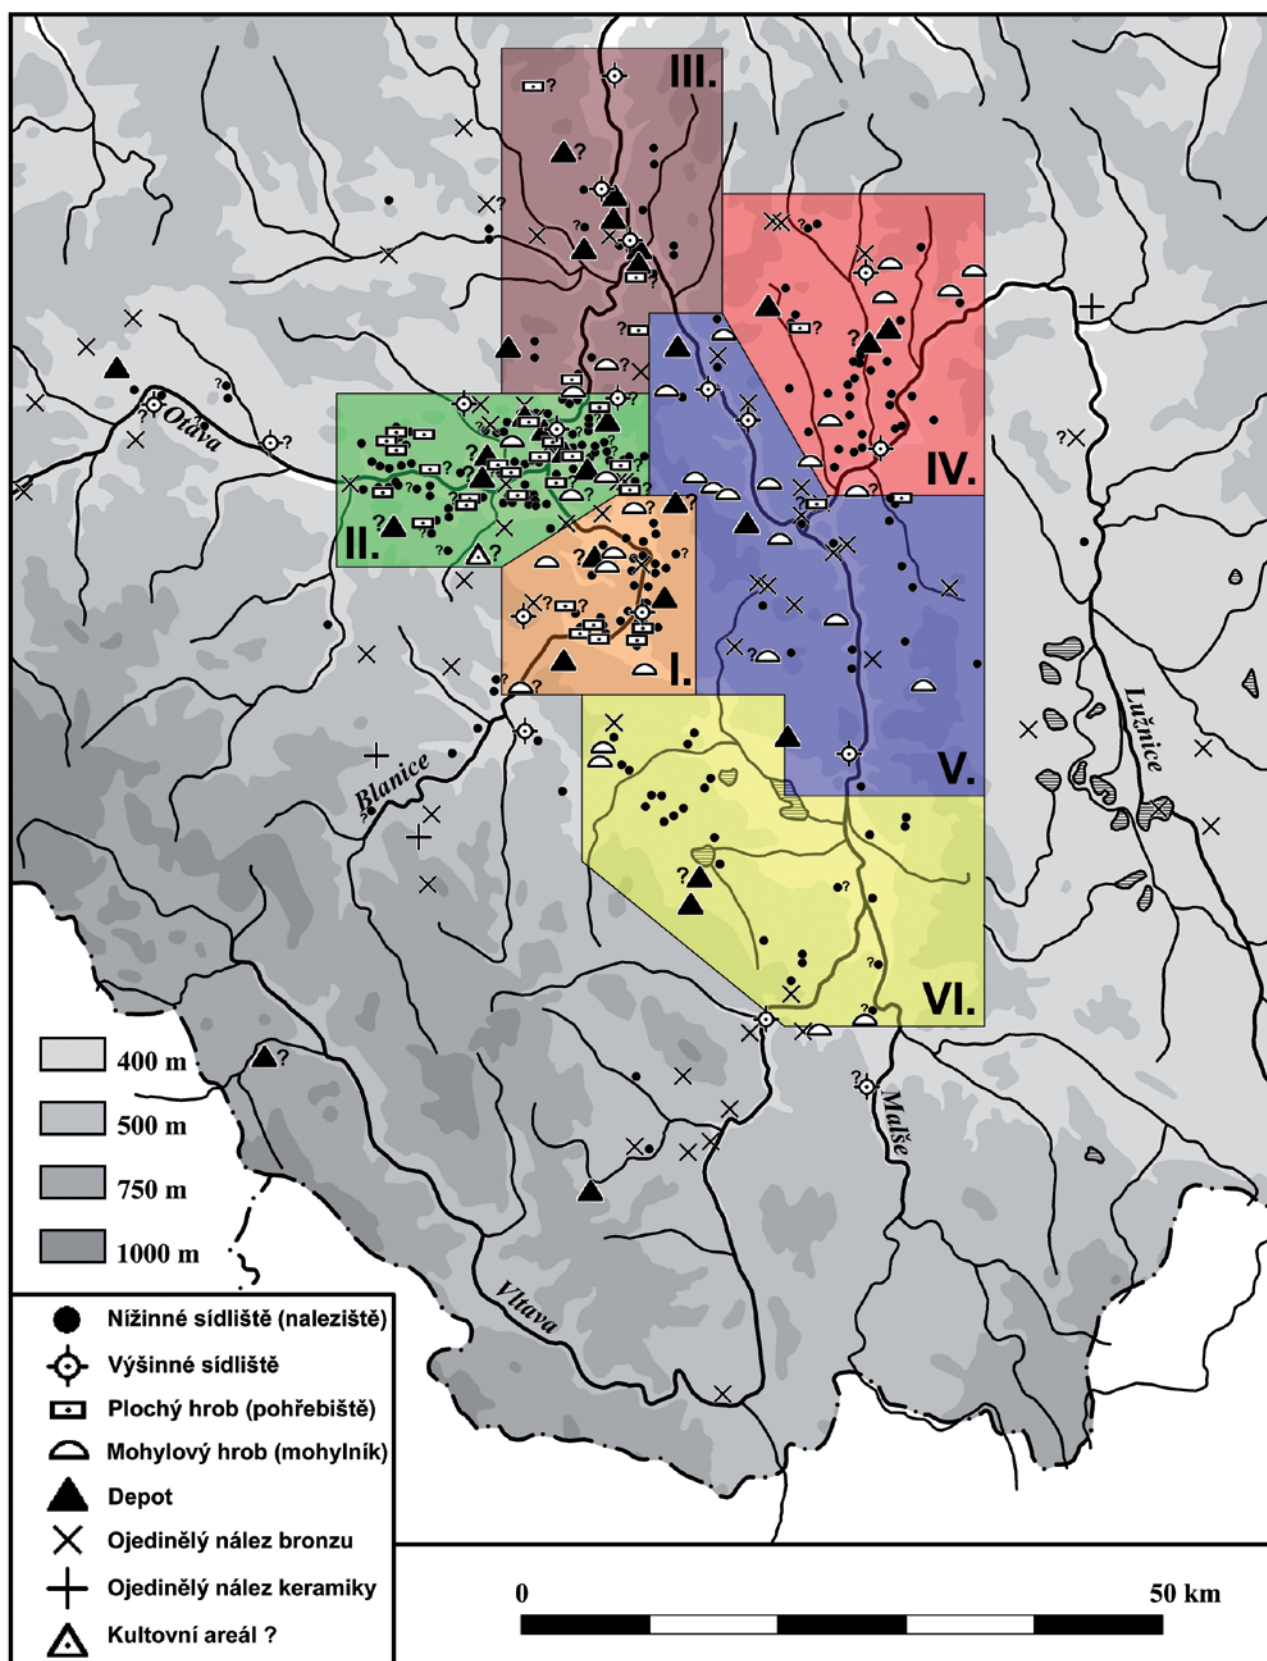 III.
Otava
IV.
II.
I.
Lužnice
Blanice
V.
VI.
400 m
500 m
750 m
1000 m
Malše
Vltava
Nížinné sídliště (naleziště)
Výšinné sídliště
Plochý hrob (pohřebiště)
Mohylový hrob (mohylník)
Depot
Ojedinělý nález bronzu
Ojedinělý nález keramiky
Kultovní areál ?
0 50 km